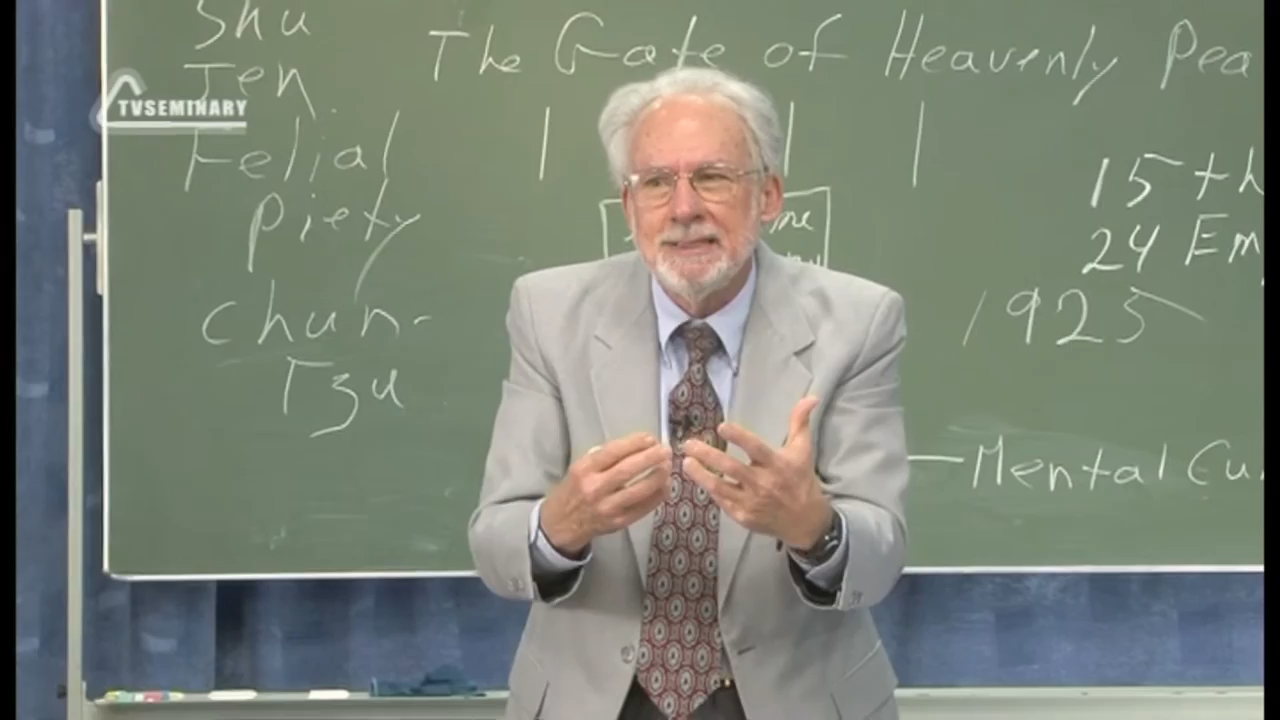 Shu
Jen
TVSEMINARY
Felial
Piety
Chun-
Tzu
The Gate of Heavenly Pea
15th
24 Em
1925
Mental Cu